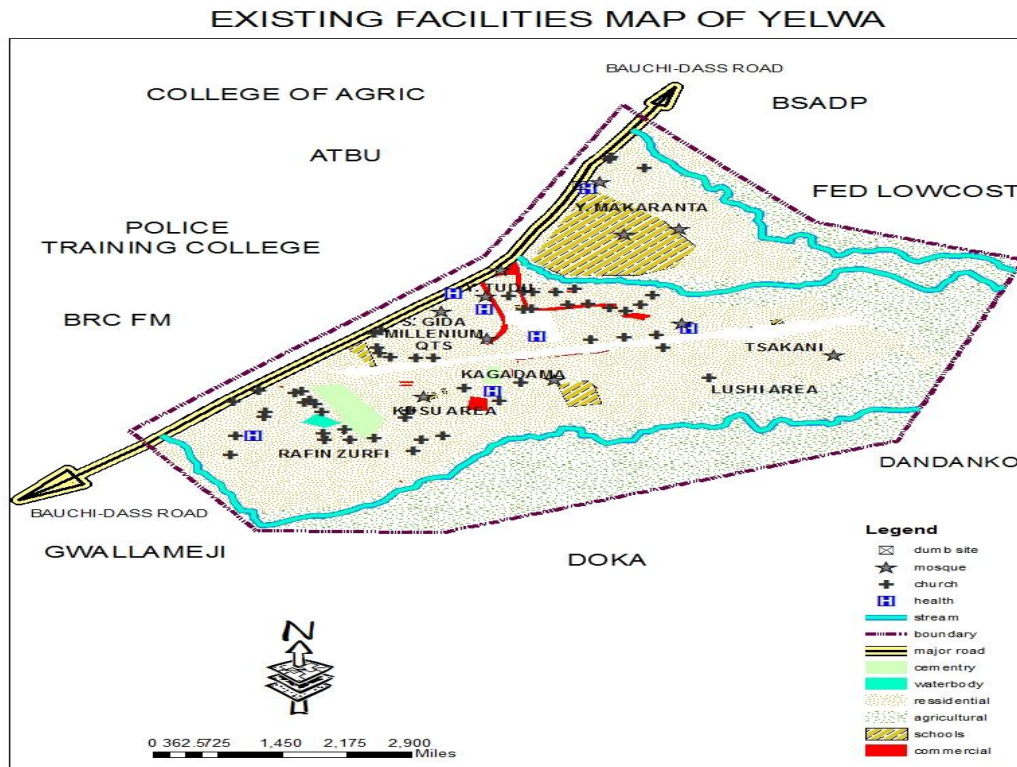 EXISTING FACILITIES MAP OF YELWA
BAUCHI-DASS ROAD
COLLEGE OF AGRIC
BSADP
ATBU
FED LOWCOST
Y. MAKARANTA
POLICE
TRAINING COLLEGE
Y. TUDU
BRC FM
S. GIDA
MILLENIUM
QTS
TSAKANI
KAGADAMA
LUSHI AREA
KUSU AREA
RAFIN ZURFI
DANDANKO
BAUCHI-DASS ROAD
GWALLAMEJI
DOKA
Legend
dumb site
mosque
church
H health
stream
boundary
major road
cementry
waterbody
ressidential
agricultural
schools
commercial
N
0 362.5725 1,450 2,175 2,900
Miles